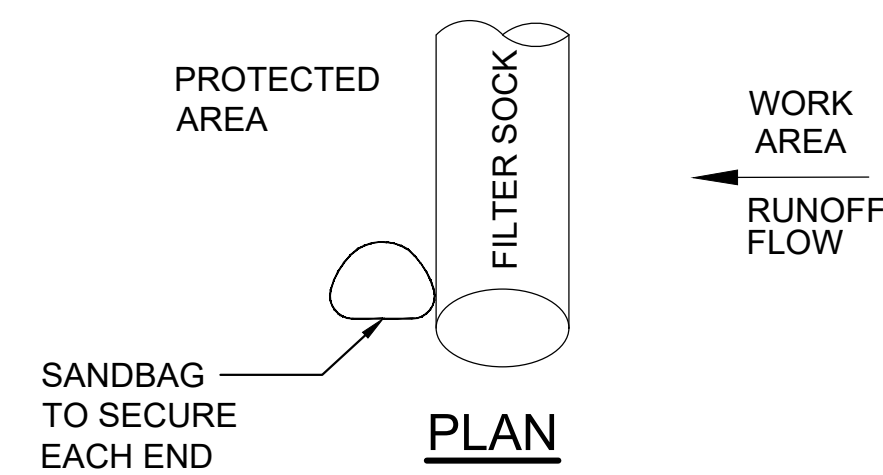 PROTECTED
AREA
FILTER SOCK
WORK
AREA
RUNOFF
FLOW
SANDBAG
TO SECURE
EACH END
PLAN